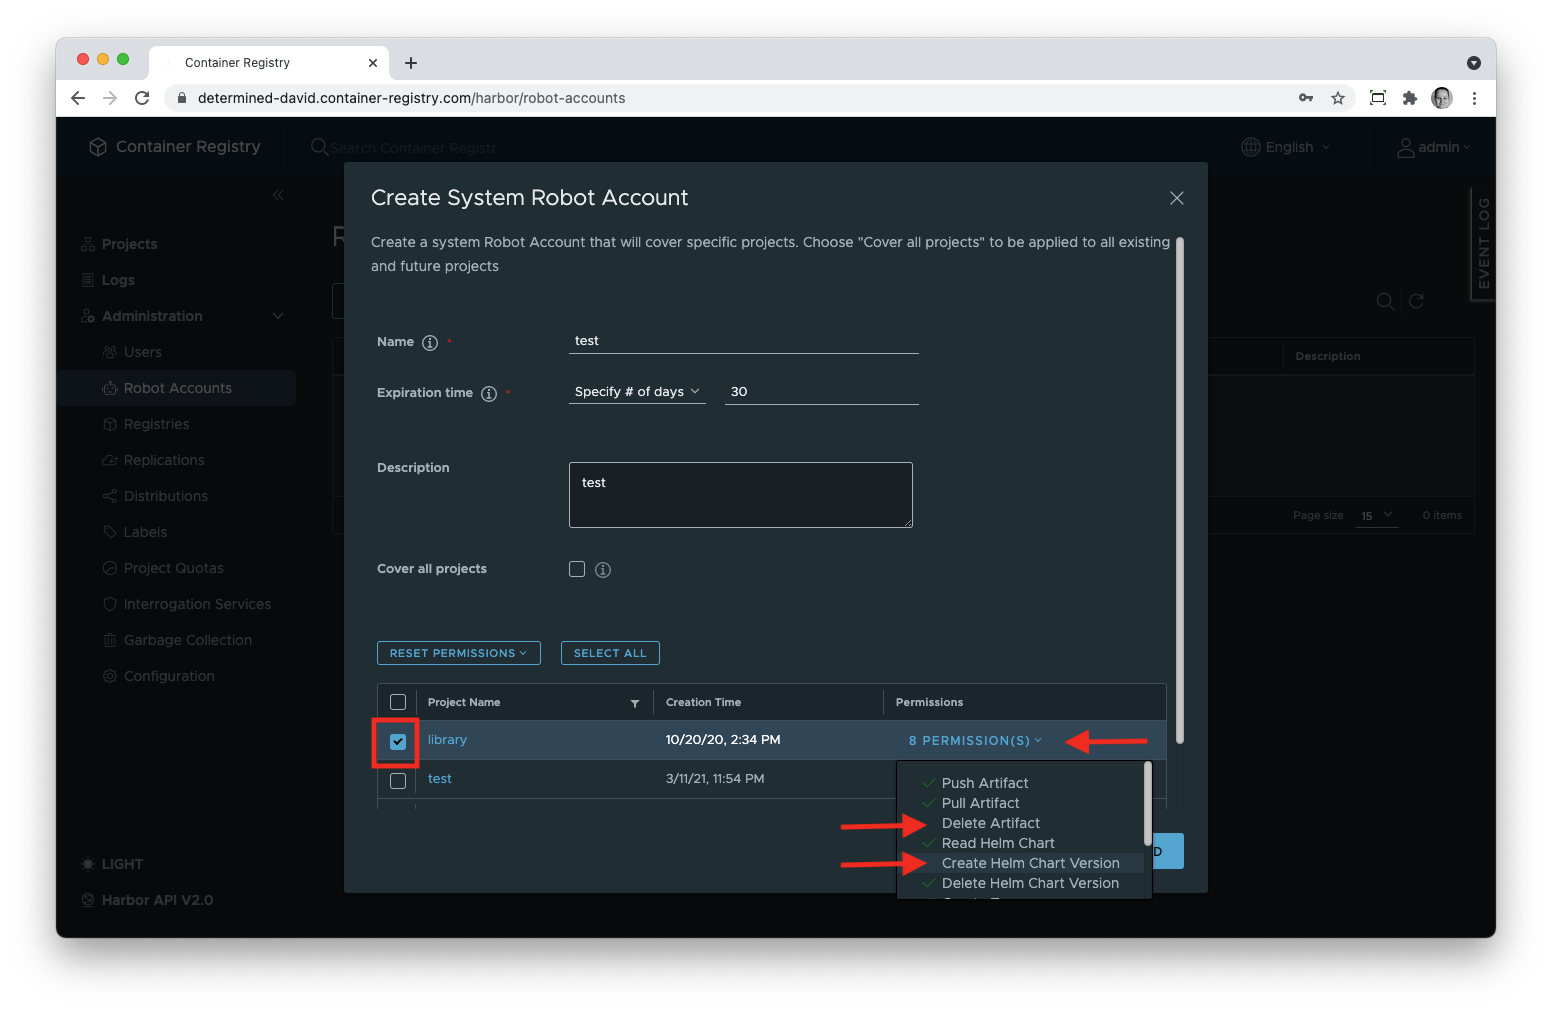 Container Registry
determined-david.container-registry.com/harbor/robot-accounts
Container Registry
Search Container Registr
English
admin
Create System Robot Account
Create a system Robot Account that will cover specific projects. Choose "Cover all projects" to be applied to all existing
and future projects
EVENT LOG
Projects
Logs
Administration
Users
Robot Accounts
Registries
Replications
Distributions
Labels
Project Quotas
Interrogation Services
Garbage Collection
Configuration
LIGHT
Harbor API V2.0
Name
test
Expiration time
Specify # of days
30
Description
test
Cover all projects
Description
Page size
15
0 items
RESET PERMISSIONS
SELECT ALL
Project Name
Creation Time
Permissions
library
10/20/20, 2:34 PM
8 PERMISSION(S)
test
3/11/21, 11:54 PM
Push Artifact
Pull Artifact
Delete Artifact
Read Helm Chart
Create Helm Chart Version
Delete Helm Chart Version